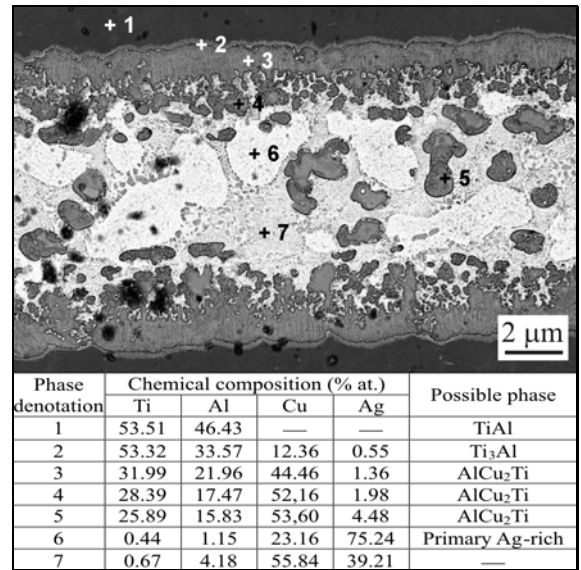 + 1
+ 2
+ 3
+ 4
+ 6
+ 5
+ 7
2 μm
Phase denotation Chemical composition (% at.) Possible phase
Ti Al Cu Ag
1 53.51 46.43 — — TiAl
2 53.32 33.57 12.36 0.55 Ti₃Al
3 31.99 21.96 44.46 1.36 AlCu₂Ti
4 28.39 17.47 52,16 1.98 AlCu₂Ti
5 25.89 15.83 53,60 4.48 AlCu₂Ti
6 0.44 1.15 23.16 75.24 Primary Ag-rich
7 0.67 4.18 55.84 39.21 —